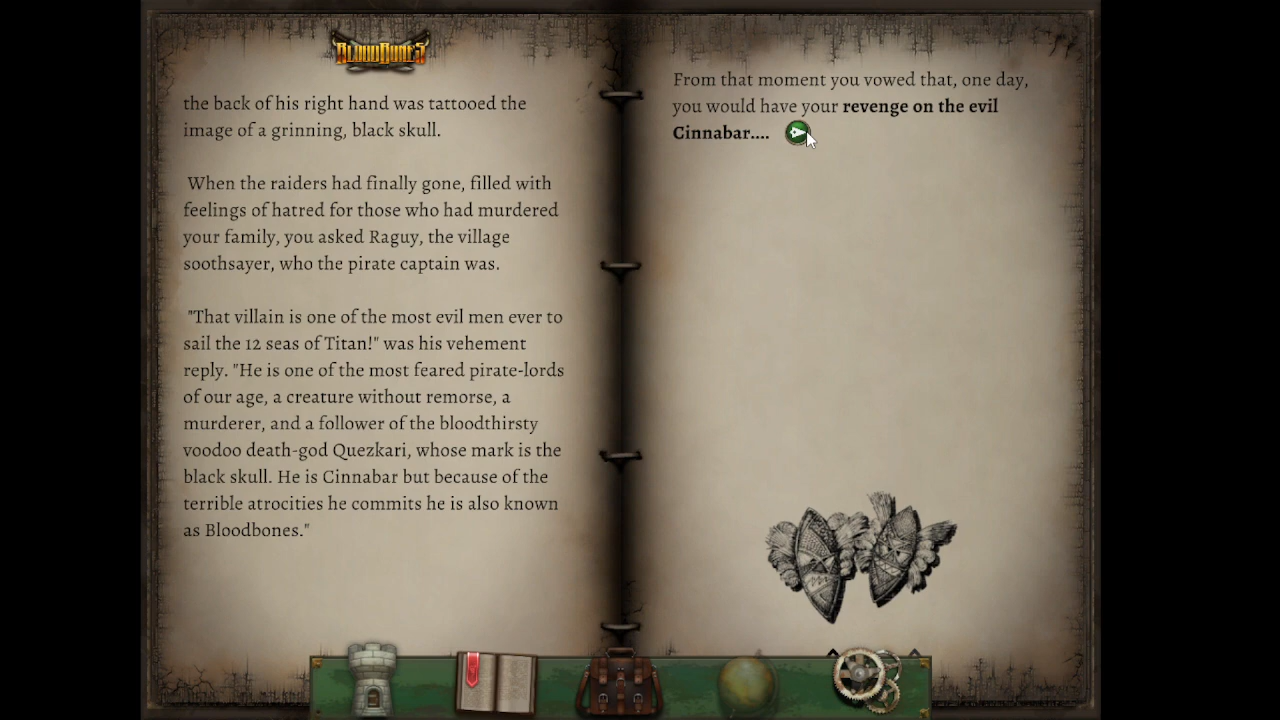 BLOODBONES
the back of his right hand was tattooed the
image of a grinning, black skull.
When the raiders had finally gone, filled with
feelings of hatred for those who had murdered
your family, you asked Raguy, the village
soothsayer, who the pirate captain was.
"That villain is one of the most evil men ever to
sail the 12 seas of Titan!" was his vehement
reply. "He is one of the most feared pirate-lords
of our age, a creature without remorse, a
murderer, and a follower of the bloodthirsty
voodoo death-god Quezkari, whose mark is the
black skull. He is Cinnabar but because of the
terrible atrocities he commits he is also known
as Bloodbones."
From that moment you vowed that, one day,
you would have your revenge on the evil
Cinnabar....